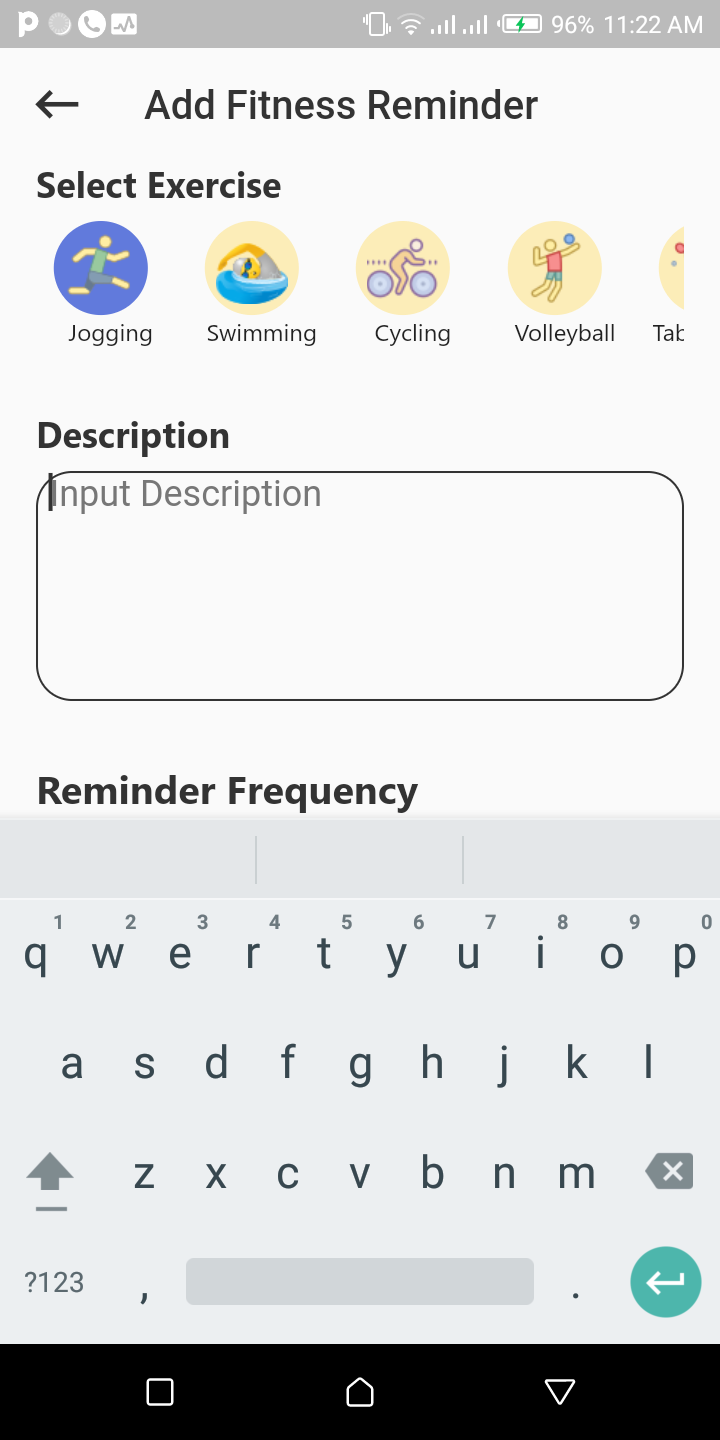 96% 11:22 AM
Add Fitness Reminder
Select Exercise
Jogging Swimming Cycling Volleyball Tab
Description
Input Description
Reminder Frequency
1 2 3 4 5 6 7 8 9 0
q w e r t y u i o p
a s d f g h j k l
z x c v b n m
?123 , .